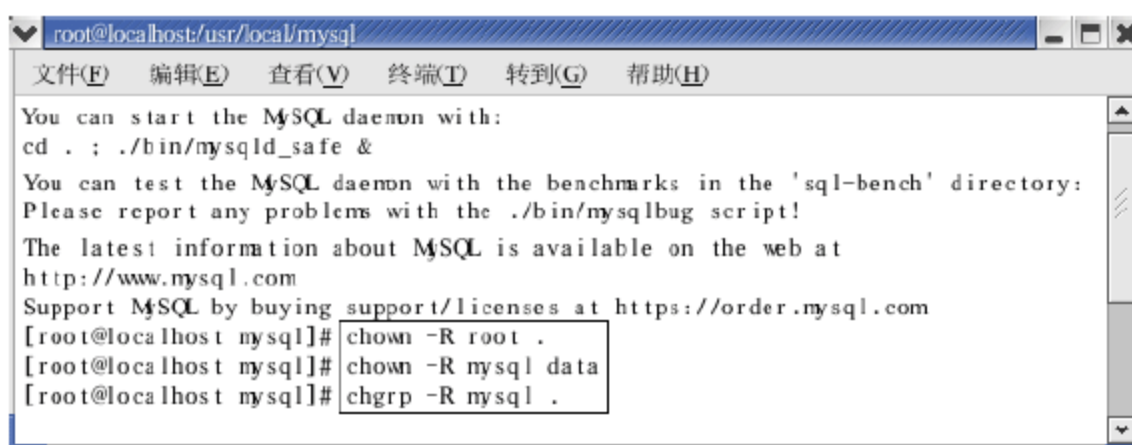 root@localhost:/usr/local/mysql
文件(F) 编辑(E) 查看(V) 终端(T) 转到(G) 帮助(H)
You can start the MySQL daemon with:
cd . ; ./bin/mysqld_safe &
You can test the MySQL daemon with the benchmarks in the 'sql-bench' directory:
Please report any problems with the ./bin/mysqlbug script!
The latest information about MySQL is available on the web at
http://www.mysql.com
Support MySQL by buying support/licenses at https://order.mysql.com
[root@localhost mysql]# chown -R root .
[root@localhost mysql]# chown -R mysql data
[root@localhost mysql]# chgrp -R mysql .